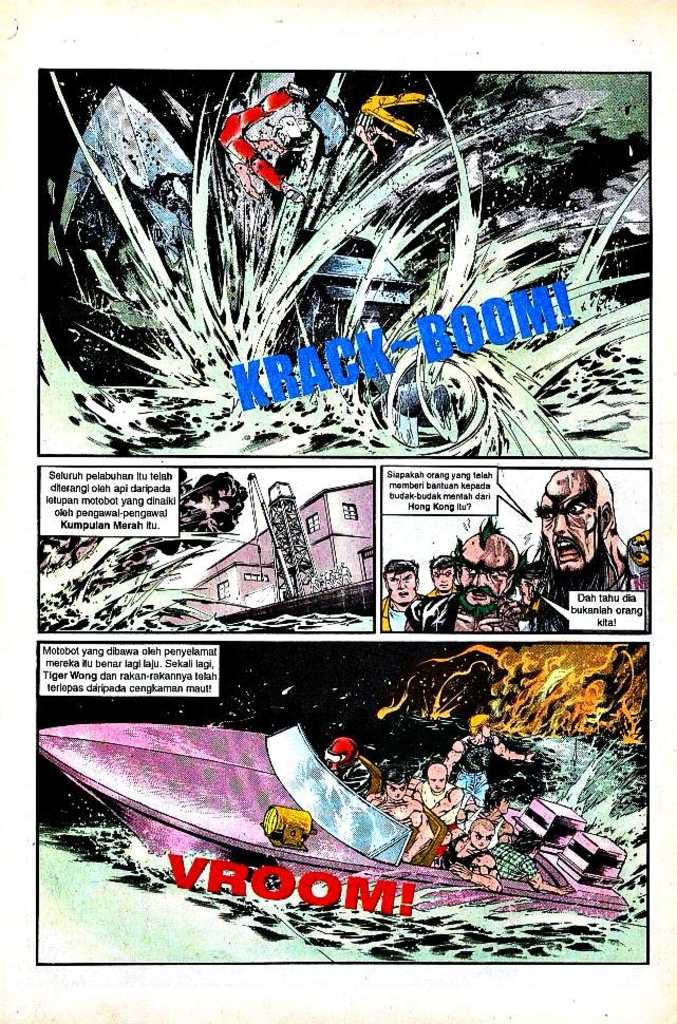 KRACK~BOOM!
Seluruh pelabuhan itu telah
diterangi oleh api daripada
letupan motobot yang dinaiki
oleh pengawal-pengawal
Kumpulan Merah itu.
Siapakah orang yang telah
memberi bantuan kepada
budak-budak mentah dari
Hong Kong itu?
Dah tahu dia
bukanlah orang
kita!
Motobot yang dibawa oleh penyelamat
mereka itu benar lagi laju. Sekali lagi,
Tiger Wong dan rakan-rakannya telah
terlepas daripada cengkaman maut!
VROOM!